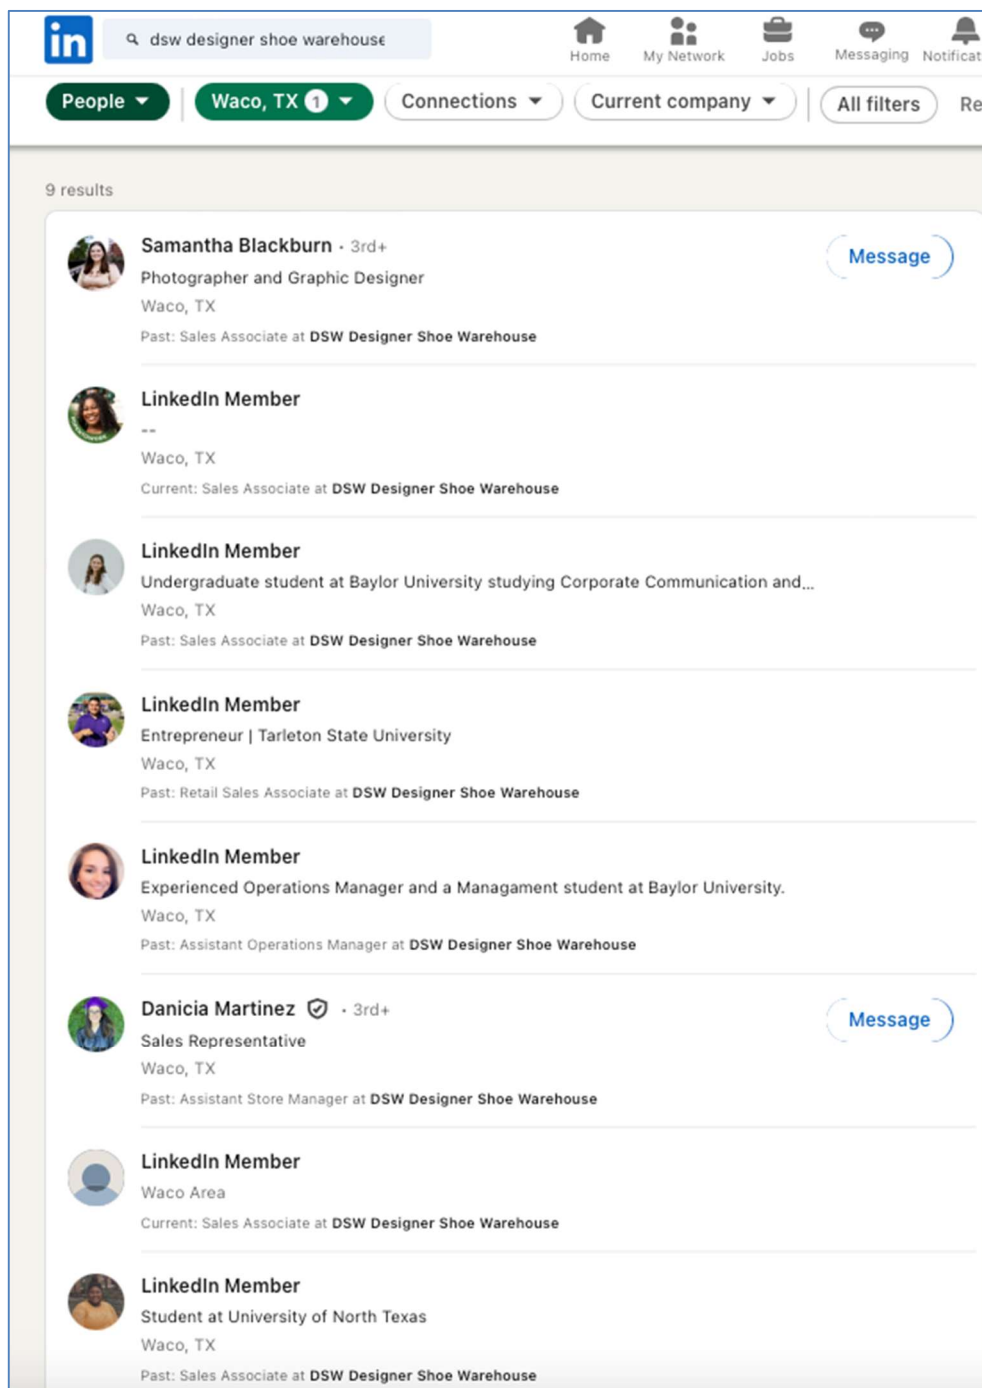 in dsw designer shoe warehouse
Home My Network Jobs Messaging Notificat
People Waco, TX 1 Connections Current company All filters Re
9 results
Samantha Blackburn · 3rd+
Message
Photographer and Graphic Designer
Waco, TX
Past: Sales Associate at DSW Designer Shoe Warehouse
LinkedIn Member
--
Waco, TX
Current: Sales Associate at DSW Designer Shoe Warehouse
LinkedIn Member
Undergraduate student at Baylor University studying Corporate Communication and...
Waco, TX
Past: Sales Associate at DSW Designer Shoe Warehouse
LinkedIn Member
Entrepreneur | Tarleton State University
Waco, TX
Past: Retail Sales Associate at DSW Designer Shoe Warehouse
LinkedIn Member
Experienced Operations Manager and a Managament student at Baylor University.
Waco, TX
Past: Assistant Operations Manager at DSW Designer Shoe Warehouse
Danicia Martinez · 3rd+
Message
Sales Representative
Waco, TX
Past: Assistant Store Manager at DSW Designer Shoe Warehouse
LinkedIn Member
Waco Area
Current: Sales Associate at DSW Designer Shoe Warehouse
LinkedIn Member
Student at University of North Texas
Waco, TX
Past: Sales Associate at DSW Designer Shoe Warehouse